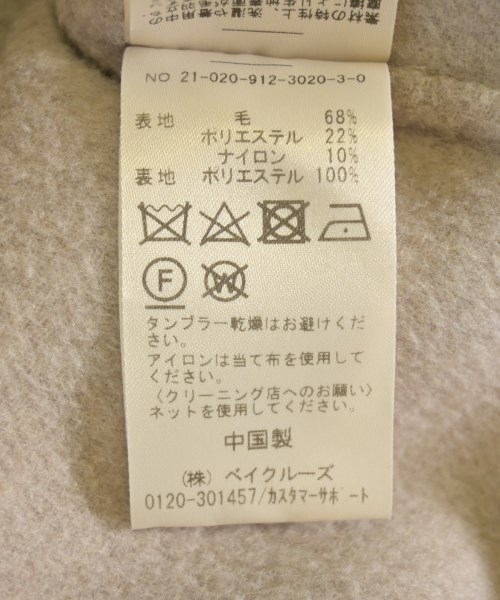 NO 21-020-912-3020-3-0
表地 毛 68%
ポリエステル 22%
ナイロン 10%
裏地 ポリエステル 100%
F W
タンブラー乾燥はお避けくだ
さい。
アイロンは当て布を使用して
ください。
〈クリーニング店へのお願い〉
ネットを使用してください。
中国製
(株) ベイクルーズ
0120-301457/カスタマーサポート